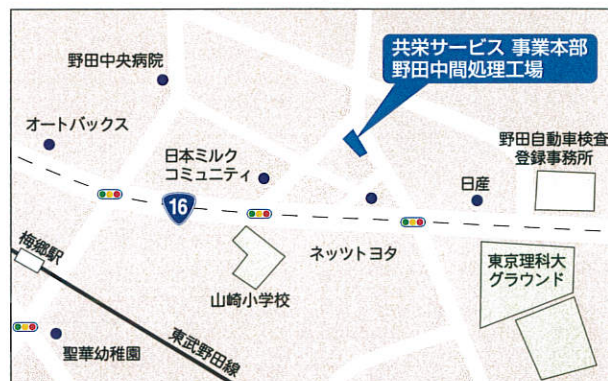 共栄サービス 事業本部
野田中間処理工場
野田中央病院
オートバックス
日本ミルク
コミュニティ
野田自動車検査
登録事務所
日産
16
ネッツトヨタ
梅郷駅
山崎小学校
東京理科大
グラウンド
東武野田線
聖華幼稚園